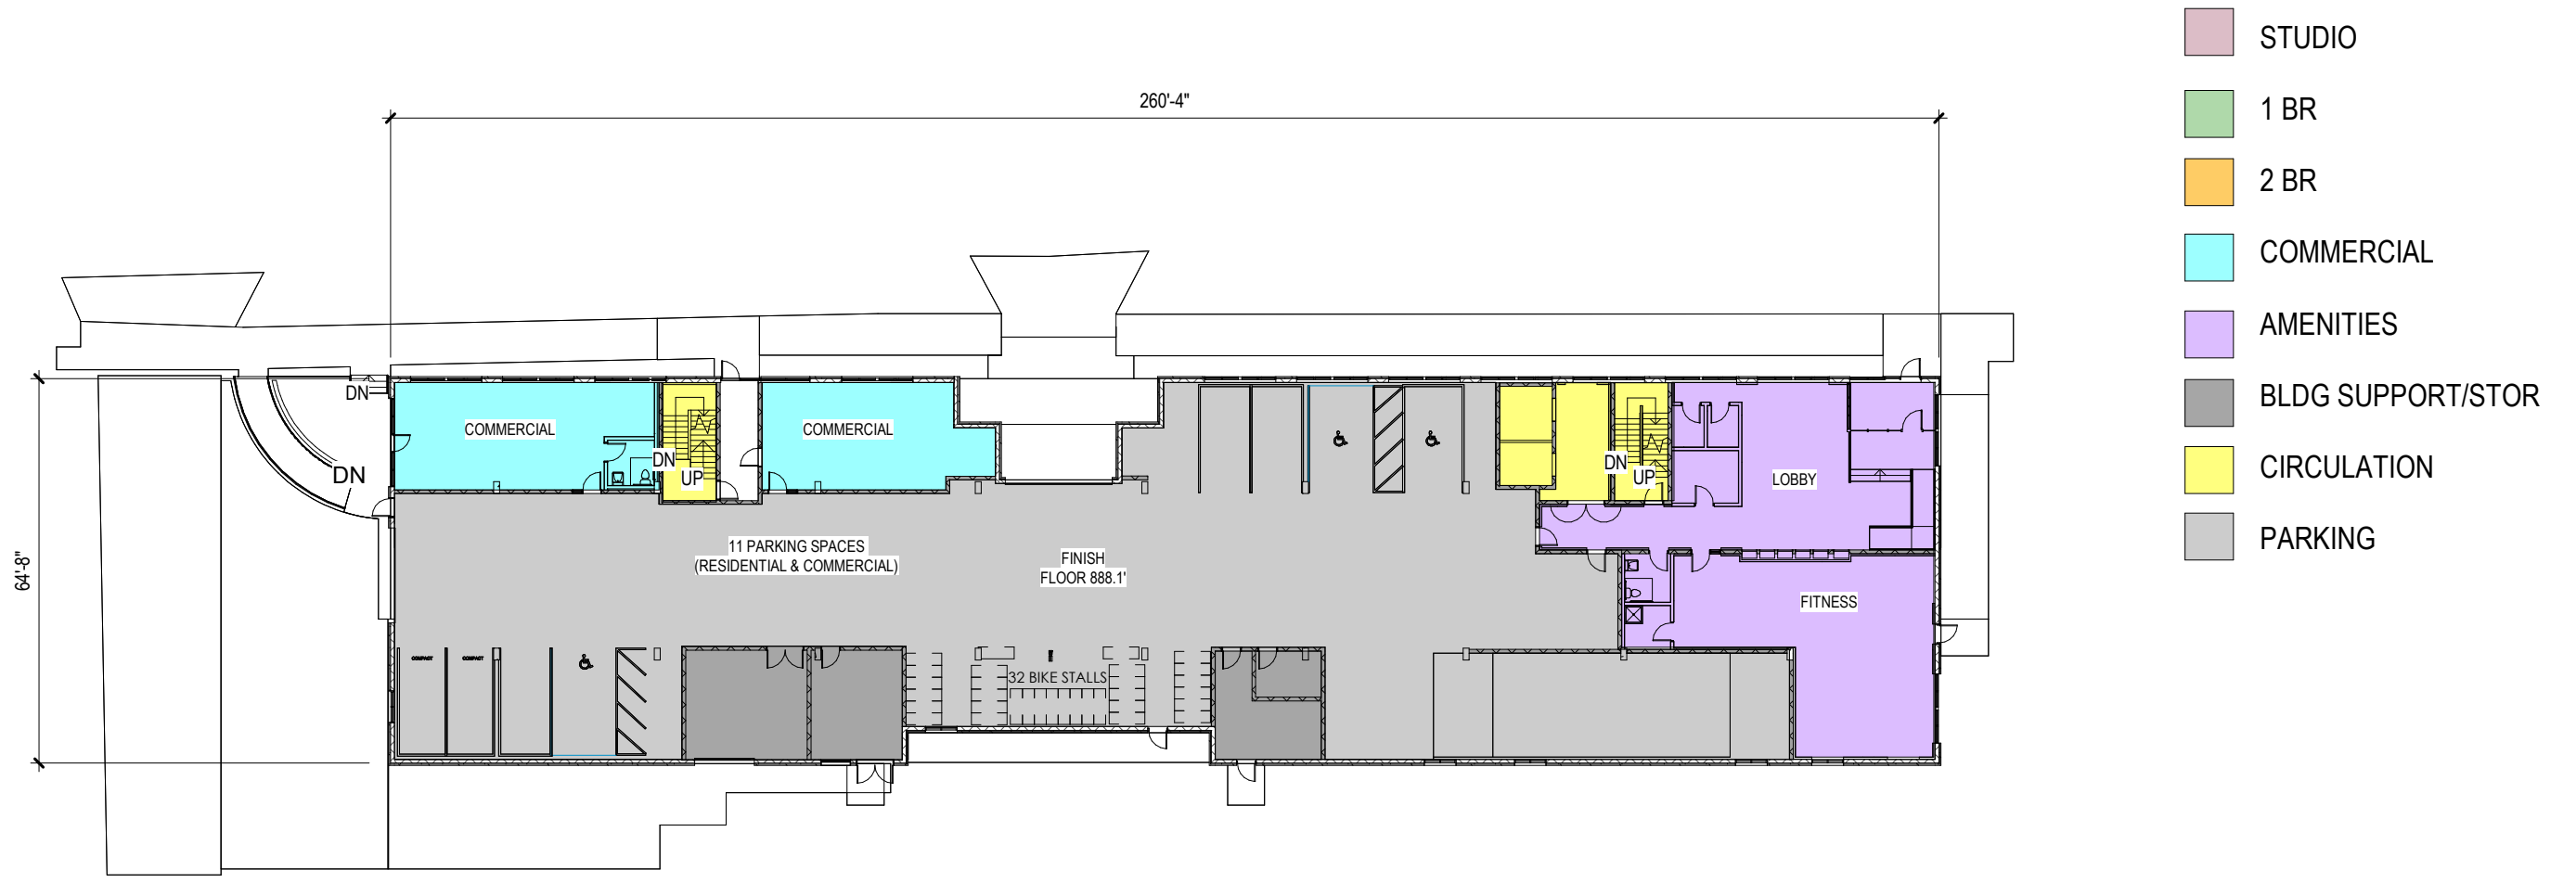 STUDIO
1 BR
2 BR
COMMERCIAL
AMENITIES
BLDG SUPPORT/STOR
CIRCULATION
PARKING
260'-4"
64'-8"
DN
DN
COMMERCIAL
DN
UP
COMMERCIAL
DN
UP
LOBBY
11 PARKING SPACES
(RESIDENTIAL & COMMERCIAL)
FINISH
FLOOR 888.1'
FITNESS
COMPACT
COMPACT
32 BIKE STALLS